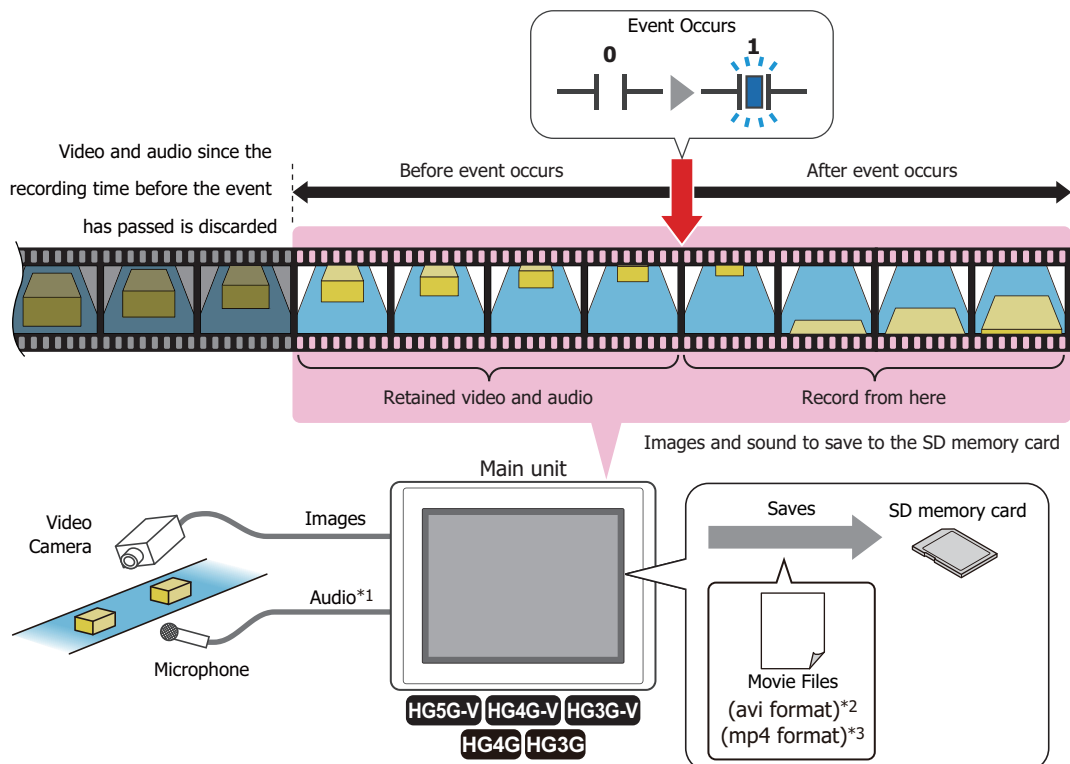 Event Occurs
0
1
Video and audio since the
recording time before the event
has passed is discarded
Before event occurs
After event occurs
Retained video and audio
Record from here
Images and sound to save to the SD memory card
Main unit
Video
Camera
Images
Audio*1
Microphone
Saves
SD memory card
Movie Files
(avi format)*2
(mp4 format)*3
HG5G-V HG4G-V HG3G-V
HG4G HG3G